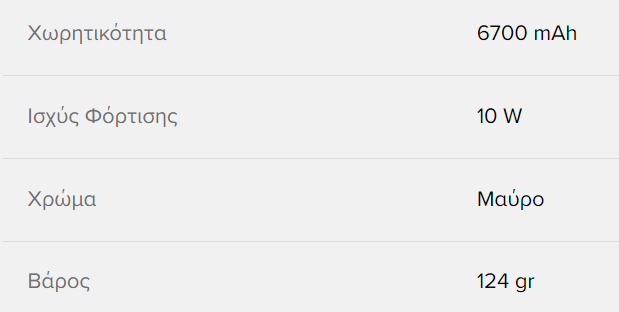 Χωρητικότητα 6700 mAh
Ισχύς Φόρτισης 10 W
Χρώμα Μαύρο
Βάρος 124 gr